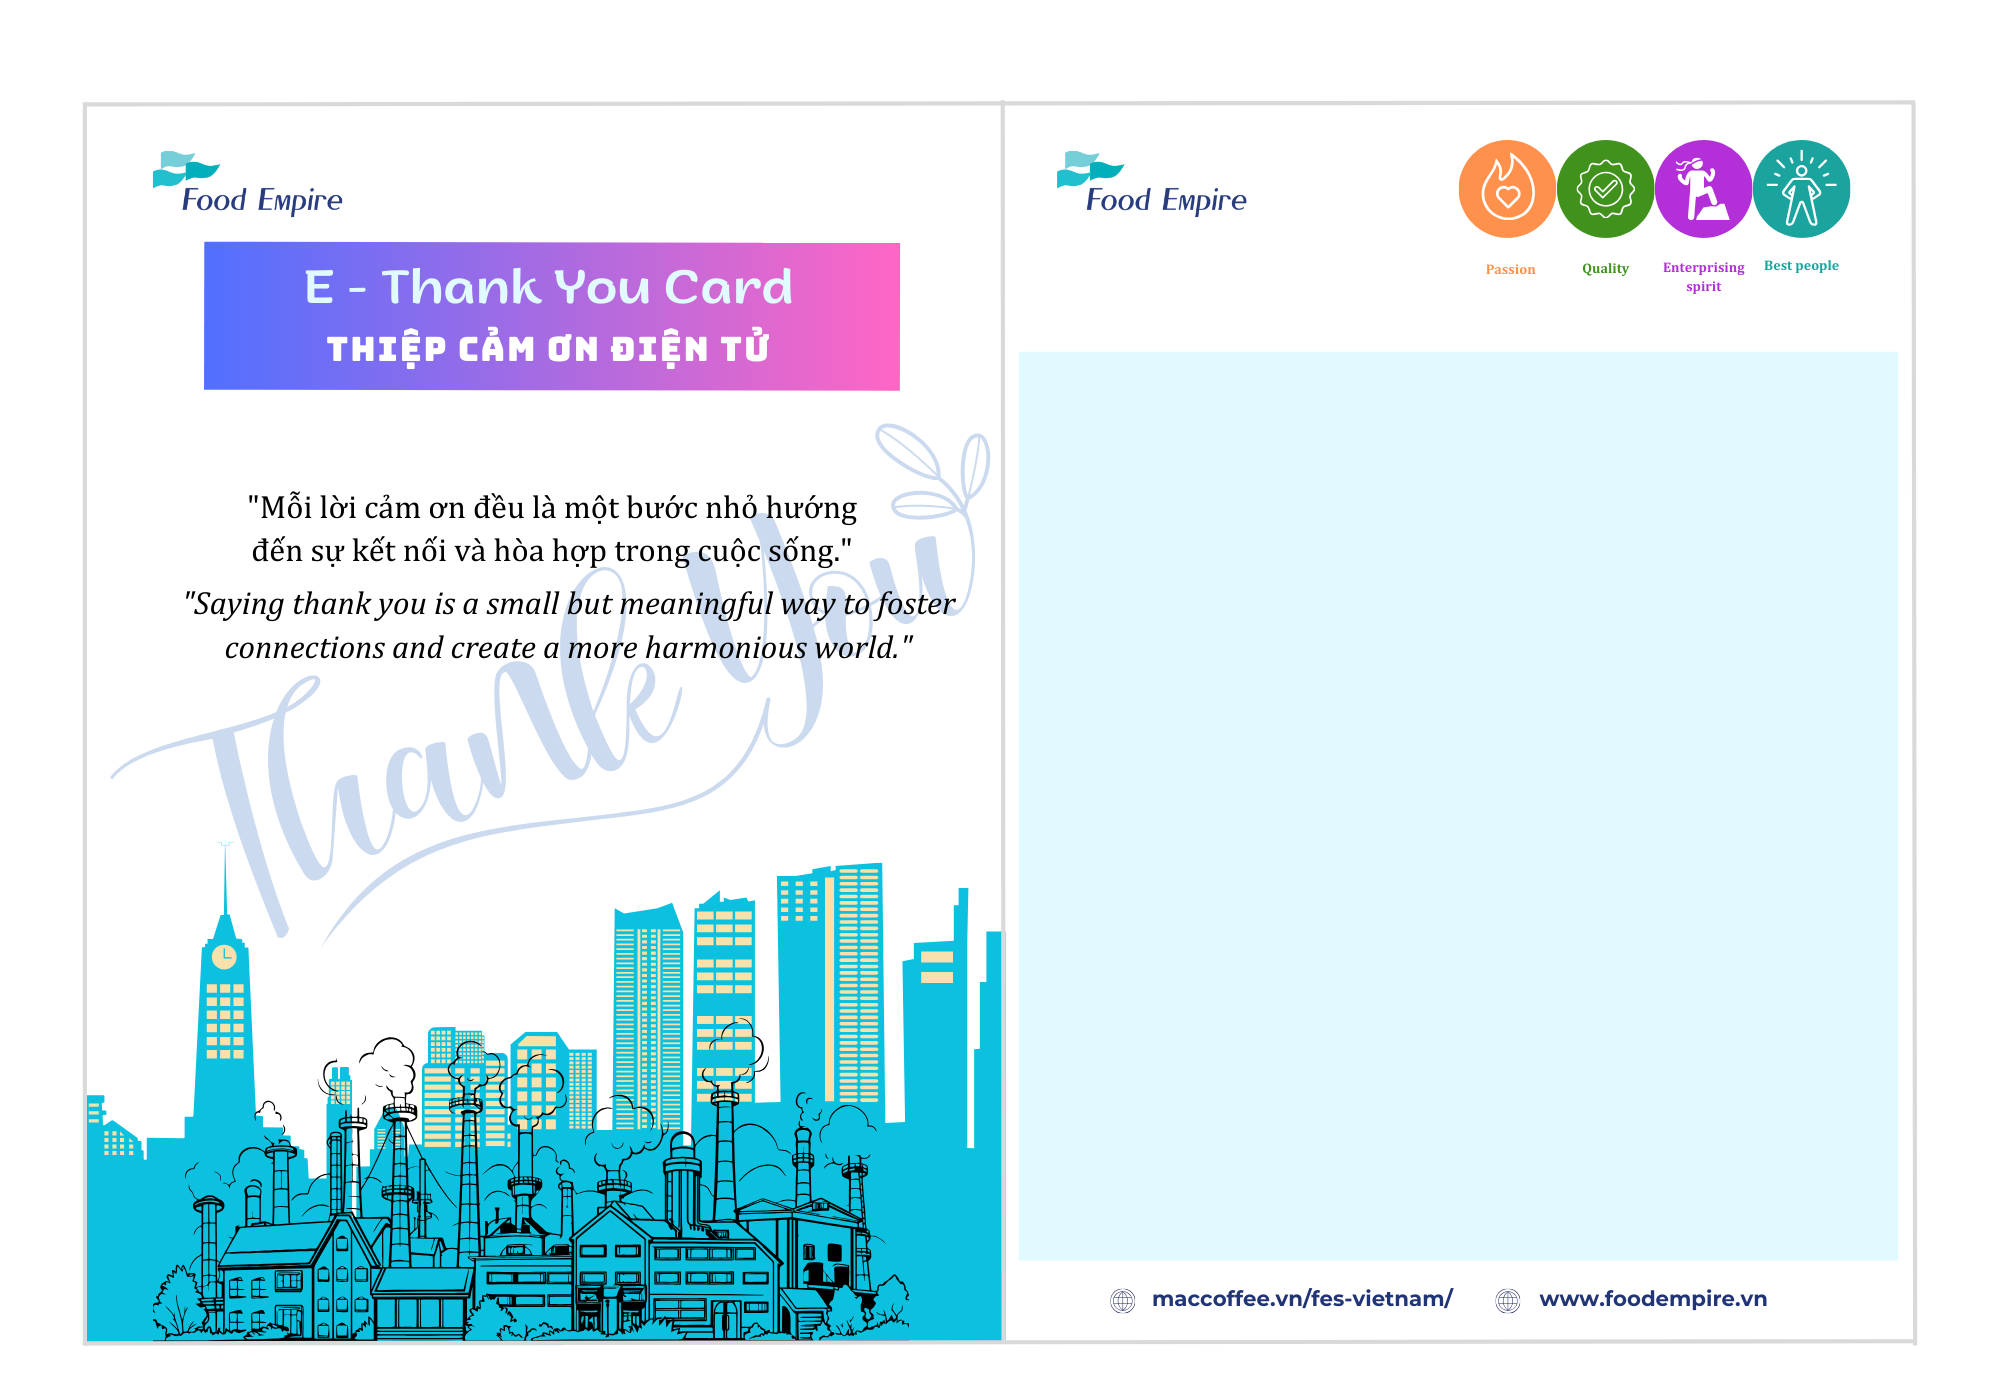 Food Empire
E - Thank You Card
THIỆP CẢM ƠN ĐIỆN TỬ
"Mỗi lời cảm ơn đều là một bước nhỏ hướng
đến sự kết nối và hòa hợp trong cuộc sống."
"Saying thank you is a small but meaningful way to foster
connections and create a more harmonious world."
Thank You
Food Empire
Passion
Quality
Enterprising
spirit
Best people
maccoffee.vn/fes-vietnam/
www.foodempire.vn